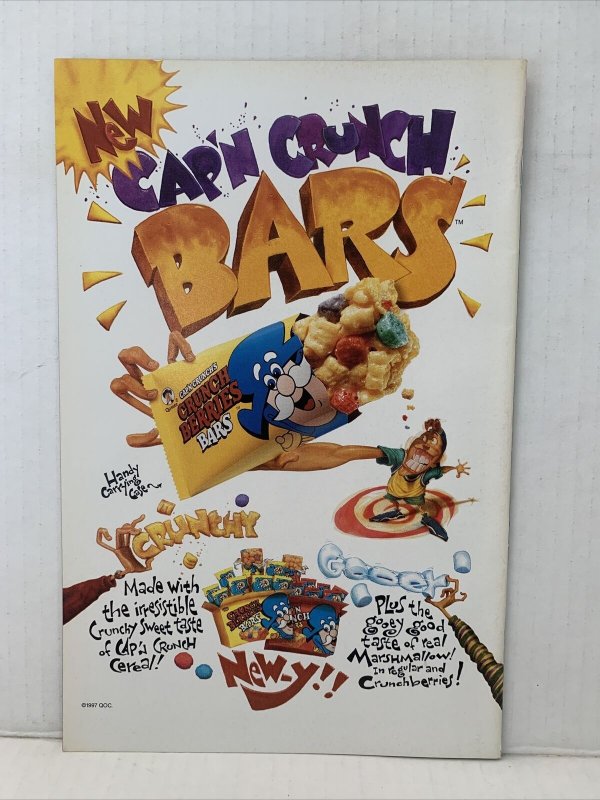 New
CAP'N CRUNCH
BARS™
CAP'N CRUNCH'S
CRUNCH
BERRIES
BARS
Handy
Carrying
Case
CRUNCHY
GOOEY
Made with
the irresistible
Crunchy Sweet taste
of CAP'N CRUNCH
Cereal!
Plus the
gooey good
taste of real
MARSHMALLOW!
In regular and
Crunchberries!
New-y!!
©1997 QOC.